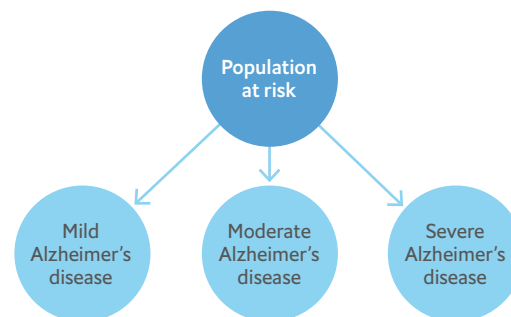 Population
at risk
Mild
Alzheimer’s
disease
Moderate
Alzheimer’s
disease
Severe
Alzheimer’s
disease